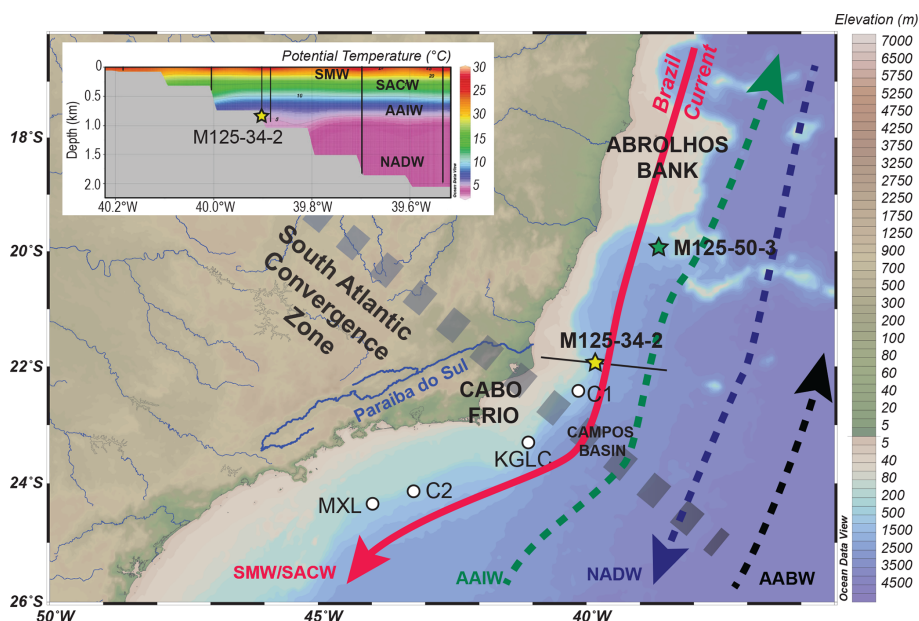 Elevation (m)
Potential Temperature (°C)
SMW
20
SACW
10
AAIW
5
NADW
M125-34-2
Depth (km)
0
0.5
1.0
1.5
2.0
40.2°W
40.0°W
39.8°W
39.6°W
30
25
20
15
10
5
Ocean Data View
Brazil
Current
ABROLHOS
BANK
M125-50-3
South Atlantic
Convergence
Zone
M125-34-2
Paraiba do Sul
CABO
FRIO
C1
CAMPOS
BASIN
KGLC
C2
MXL
SMW/SACW
AAIW
NADW
AABW
18°S
20°S
22°S
24°S
26°S
50°W
45°W
40°W
Ocean Data View
7000
6500
5750
5250
4500
3750
3250
2750
2250
1750
1250
900
700
500
300
100
60
40
20
5
5
40
80
200
1500
2500
3500
4500